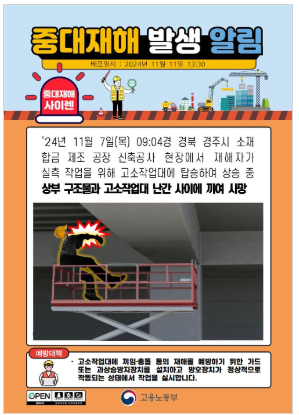 중대재해 발생 알림
배포일시 : 2024년 11월 11일 13:30
중대재해
사이렌
'24년 11월 7일(목) 09:04경 경북 경주시 소재
합금 제조 공장 신축공사 현장에서 재해자가
실측 작업을 위해 고소작업대에 탑승하여 상승 중
상부 구조물과 고소작업대 난간 사이에 끼여 사망
예방대책
· 고소작업대에 끼임·충돌 등의 재해를 예방하기 위한 가드
또는 과상승방지장치를 설치하고 방호장치가 정상적으로
작동되는 상태에서 작업을 실시합니다.
OPEN
고용노동부